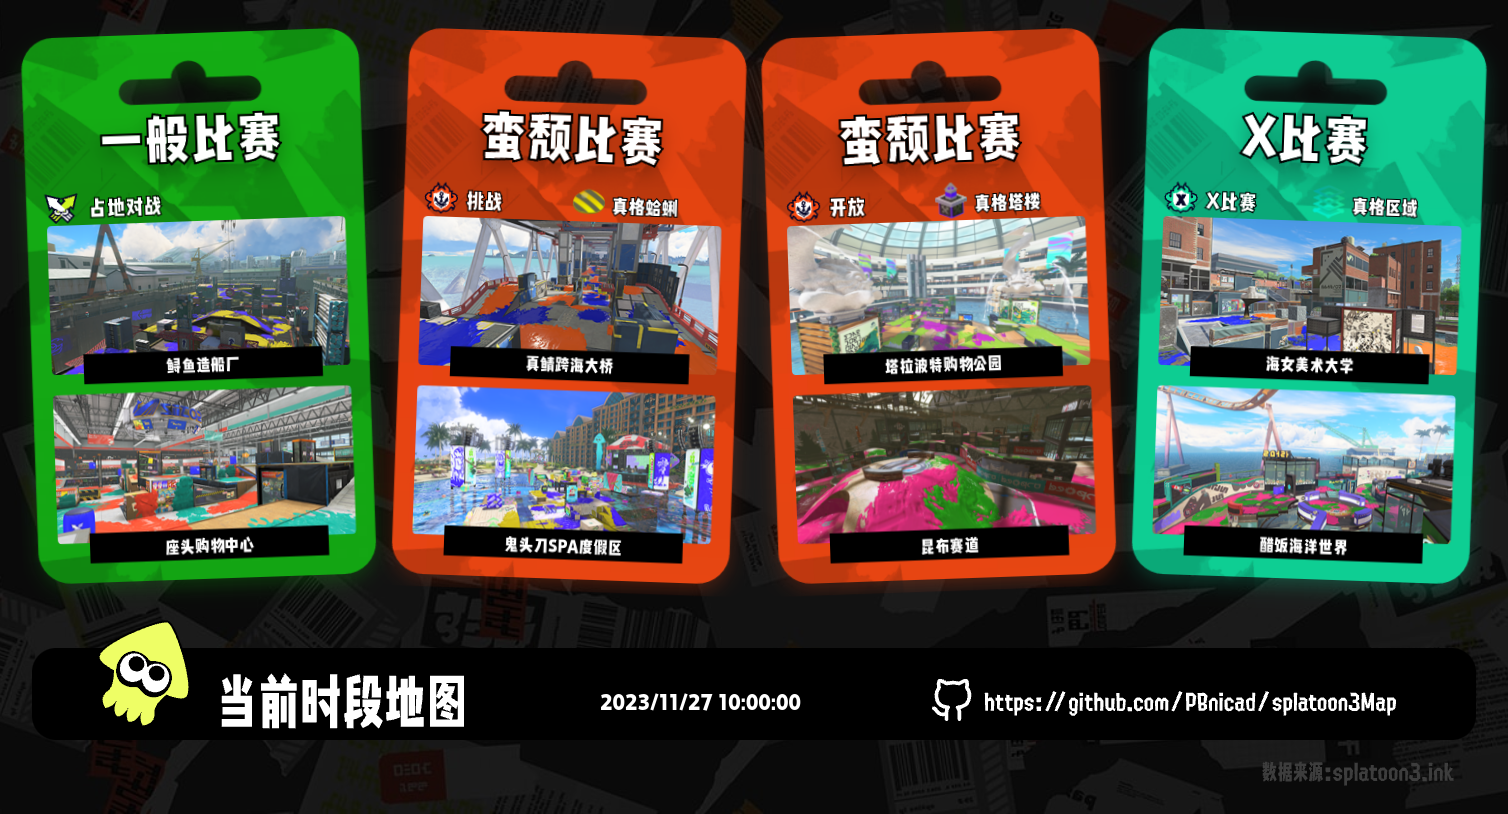 一般比赛
占地对战
鲟鱼造船厂
座头购物中心
蛮颓比赛
挑战
真格蛤蜊
真鲭跨海大桥
鬼头刀SPA度假区
蛮颓比赛
开放
真格塔楼
塔拉波特购物公园
昆布赛道
X比赛
X比赛
真格区域
海女美术大学
醋饭海洋世界
当前时段地图
2023/11/27 10:00:00
https://github.com/PBnicad/splatoon3Map
数据来源:splatoon3.ink